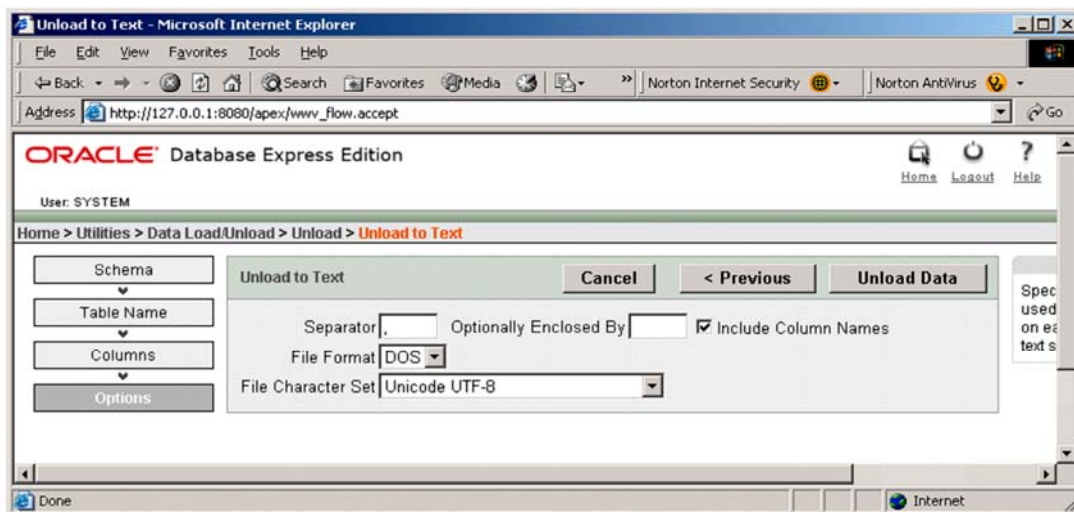 Unload to Text - Microsoft Internet Explorer
File Edit View Favorites Tools Help
Back Search Favorites Media » Norton Internet Security Norton AntiVirus
Address http://127.0.0.1:8080/apex/wwv_flow.accept Go
ORACLE Database Express Edition
Home Logout Help
User: SYSTEM
Home > Utilities > Data Load/Unload > Unload > Unload to Text
Schema
Table Name
Columns
Options
Unload to Text Cancel < Previous Unload Data
Separator , Optionally Enclosed By Include Column Names
File Format DOS
File Character Set Unicode UTF-8
Spec
used
on ea
text s
Done Internet